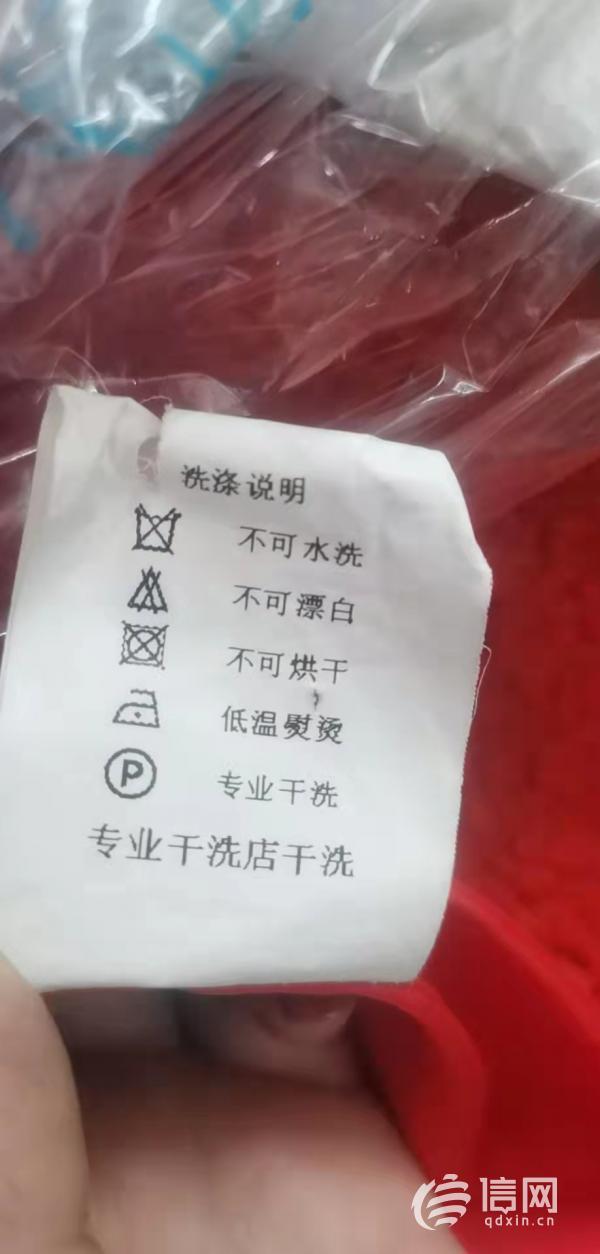 洗涤说明
不可水洗
不可漂白
不可烘干
低温熨烫
P
专业干洗
专业干洗店干洗
信网
qdxin.cn